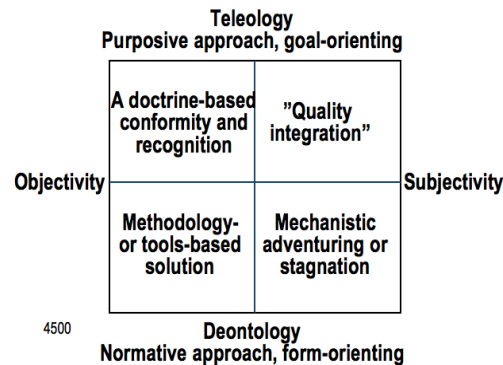 Teleology
Purposive approach, goal-orienting
A doctrine-based
conformity and
recognition
”Quality
integration”
Objectivity
Subjectivity
Methodology-
or tools-based
solution
Mechanistic
adventuring or
stagnation
4500
Deontology
Normative approach, form-orienting